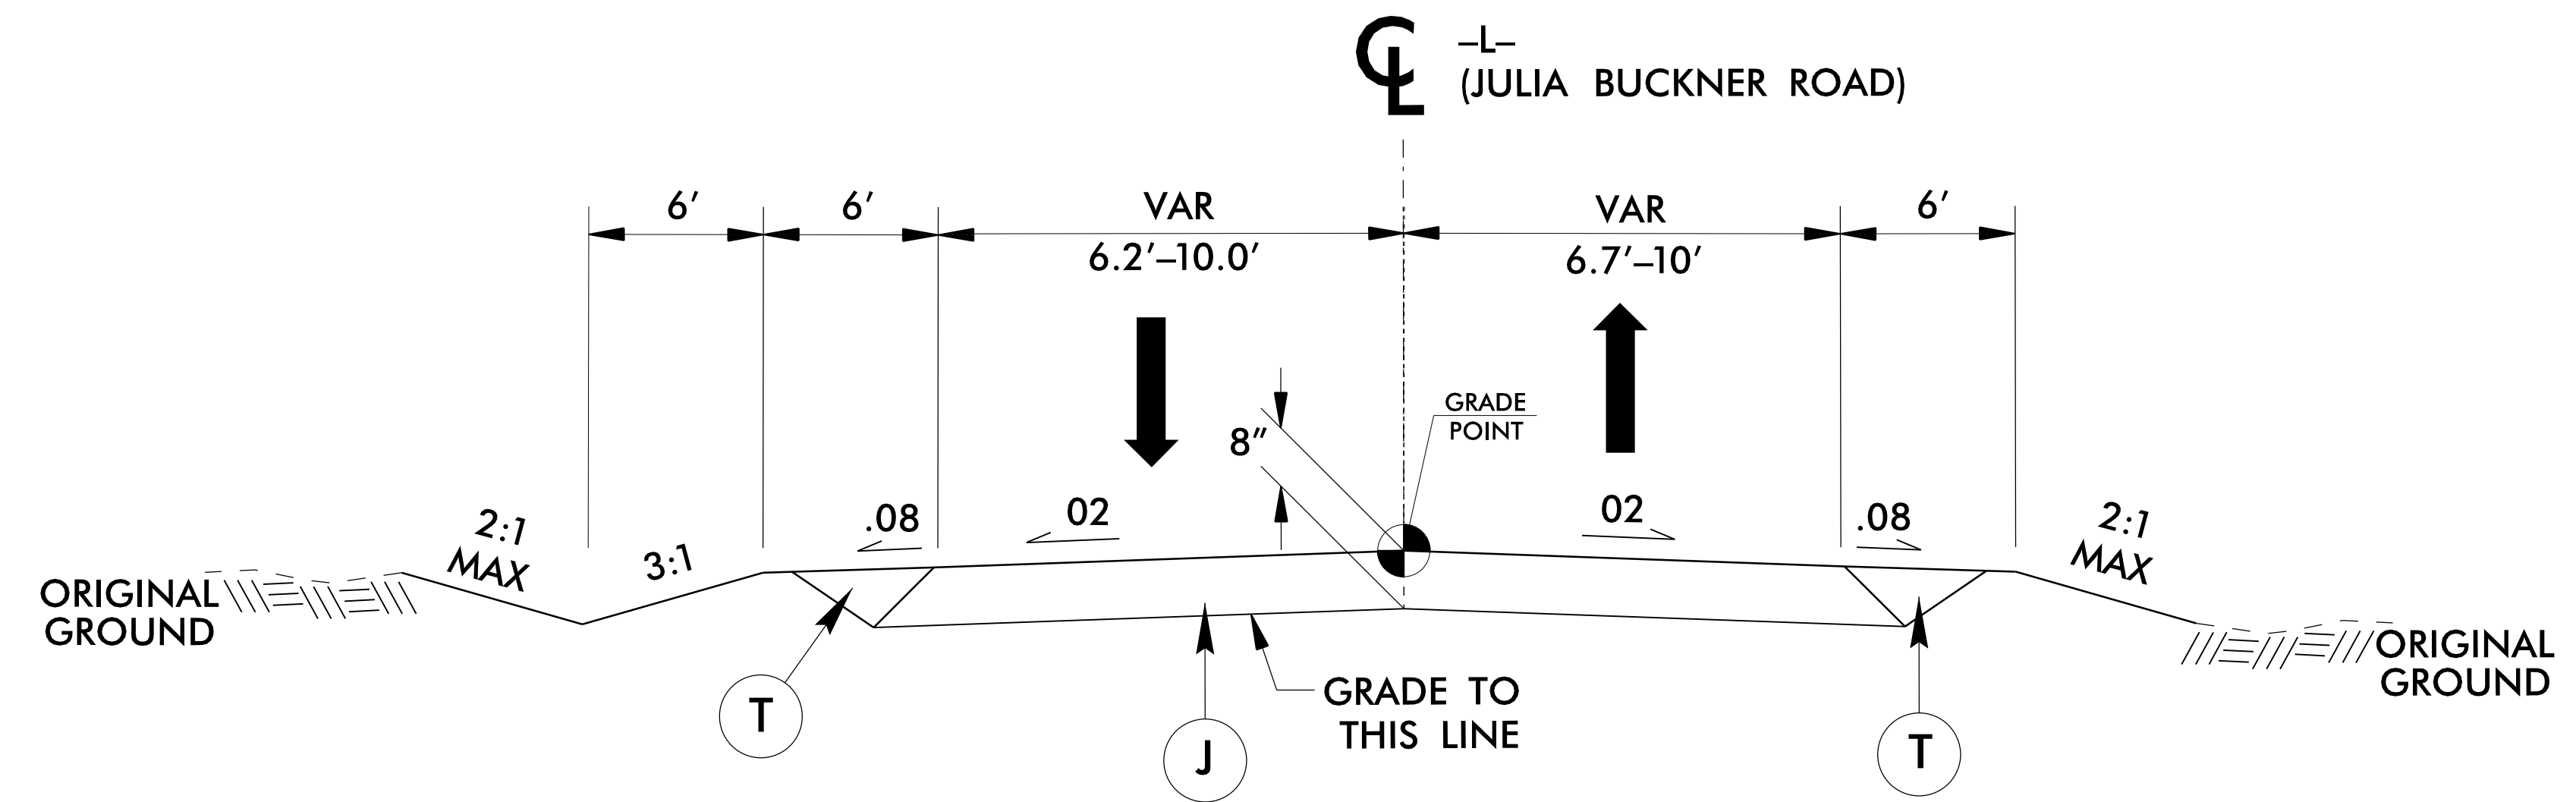 CL
–L–
(JULIA BUCKNER ROAD)
6′
6′
VAR
6.2′–10.0′
VAR
6.7′–10′
6′
8″
GRADE
POINT
2:1
MAX
3:1
.08
02
02
.08
2:1
MAX
ORIGINAL
GROUND
ORIGINAL
GROUND
T
J
GRADE TO
THIS LINE
T